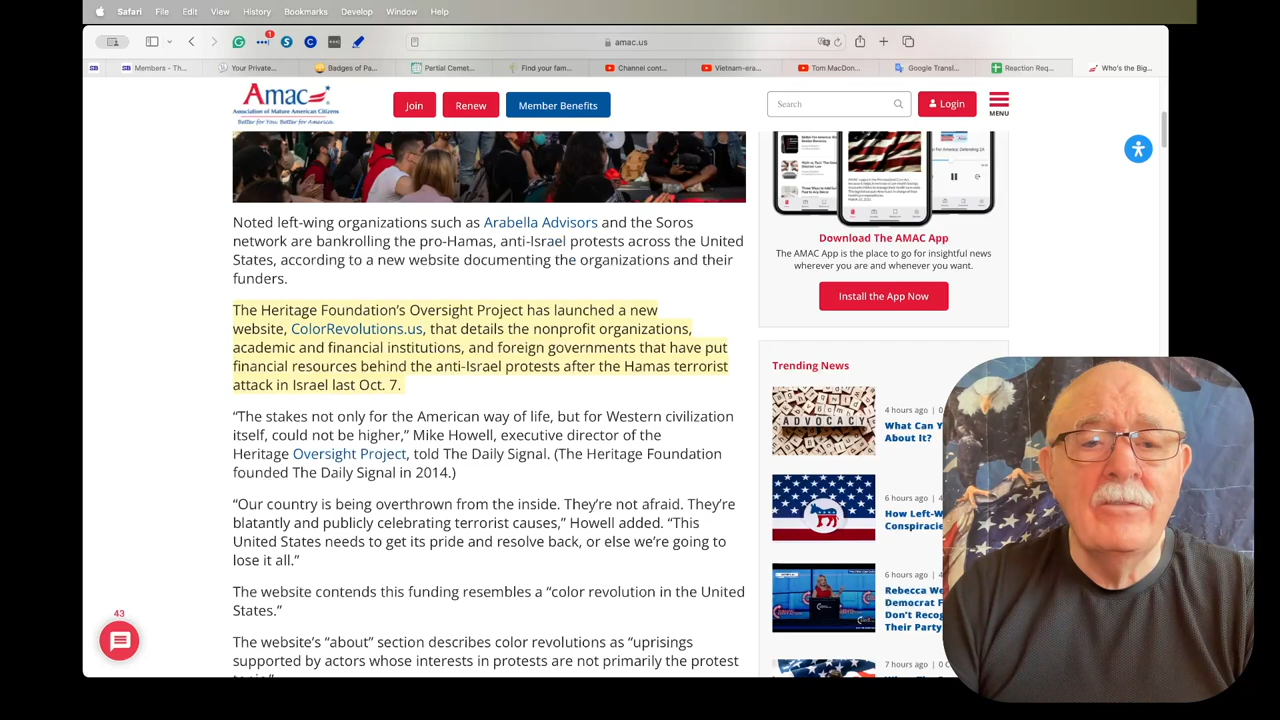 Safari File Edit View History Bookmarks Develop Window Help
1
amac.us
SB SB Members - Th... Your Private... Badges of Pa... Partial Cemet... Find your fam... Channel cont... Vietnam-era... Tom MacDon... Google Transl... Reaction Req... Who's the Big...
Amac
Association of Mature American Citizens
Better for You. Better for America.
Join Renew Member Benefits Search Login MENU
Noted left-wing organizations such as Arabella Advisors and the Soros
network are bankrolling the pro-Hamas, anti-Israel protests across the United
States, according to a new website documenting the organizations and their
funders.
The Heritage Foundation’s Oversight Project has launched a new
website, ColorRevolutions.us, that details the nonprofit organizations,
academic and financial institutions, and foreign governments that have put
financial resources behind the anti-Israel protests after the Hamas terrorist
attack in Israel last Oct. 7.
“The stakes not only for the American way of life, but for Western civilization
itself, could not be higher,” Mike Howell, executive director of the
Heritage Oversight Project, told The Daily Signal. (The Heritage Foundation
founded The Daily Signal in 2014.)
“Our country is being overthrown from the inside. They’re not afraid. They’re
blatantly and publicly celebrating terrorist causes,” Howell added. “This
United States needs to get its pride and resolve back, or else we’re going to
lose it all.”
The website contends this funding resembles a “color revolution in the United
States.”
The website’s “about” section describes color revolutions as “uprisings
supported by actors whose interests in protests are not primarily the protest
Download The AMAC App
The AMAC App is the place to go for insightful news
wherever you are and whenever you want.
Install the App Now
Trending News
ADVOCACY
4 hours ago | 0
What Can Y
About It?
6 hours ago | 4
How Left-W
Conspiracie
6 hours ago | 4
Rebecca We
Democrat F
Don't Recog
Their Party
7 hours ago | 0 C
43